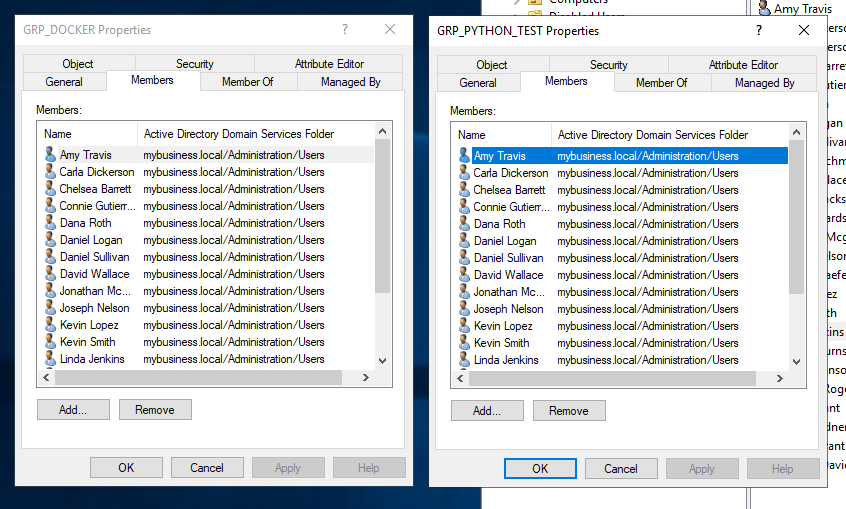 GRP_DOCKER Properties
Object Security Attribute Editor
General Members Member Of Managed By
Members:
Name Active Directory Domain Services Folder
Amy Travis mybusiness.local/Administration/Users
Carla Dickerson mybusiness.local/Administration/Users
Chelsea Barrett mybusiness.local/Administration/Users
Connie Gutierr... mybusiness.local/Administration/Users
Dana Roth mybusiness.local/Administration/Users
Daniel Logan mybusiness.local/Administration/Users
Daniel Sullivan mybusiness.local/Administration/Users
David Wallace mybusiness.local/Administration/Users
Jonathan Mc... mybusiness.local/Administration/Users
Joseph Nelson mybusiness.local/Administration/Users
Kevin Lopez mybusiness.local/Administration/Users
Kevin Smith mybusiness.local/Administration/Users
Linda Jenkins mybusiness.local/Administration/Users
Add... Remove
OK Cancel Apply Help
GRP_PYTHON_TEST Properties
Object Security Attribute Editor
General Members Member Of Managed By
Members:
Name Active Directory Domain Services Folder
Amy Travis mybusiness.local/Administration/Users
Carla Dickerson mybusiness.local/Administration/Users
Chelsea Barrett mybusiness.local/Administration/Users
Connie Gutierr... mybusiness.local/Administration/Users
Dana Roth mybusiness.local/Administration/Users
Daniel Logan mybusiness.local/Administration/Users
Daniel Sullivan mybusiness.local/Administration/Users
David Wallace mybusiness.local/Administration/Users
Jonathan Mc... mybusiness.local/Administration/Users
Joseph Nelson mybusiness.local/Administration/Users
Kevin Lopez mybusiness.local/Administration/Users
Kevin Smith mybusiness.local/Administration/Users
Linda Jenkins mybusiness.local/Administration/Users
Add... Remove
OK Cancel Apply Help
Computers
Amy Travis